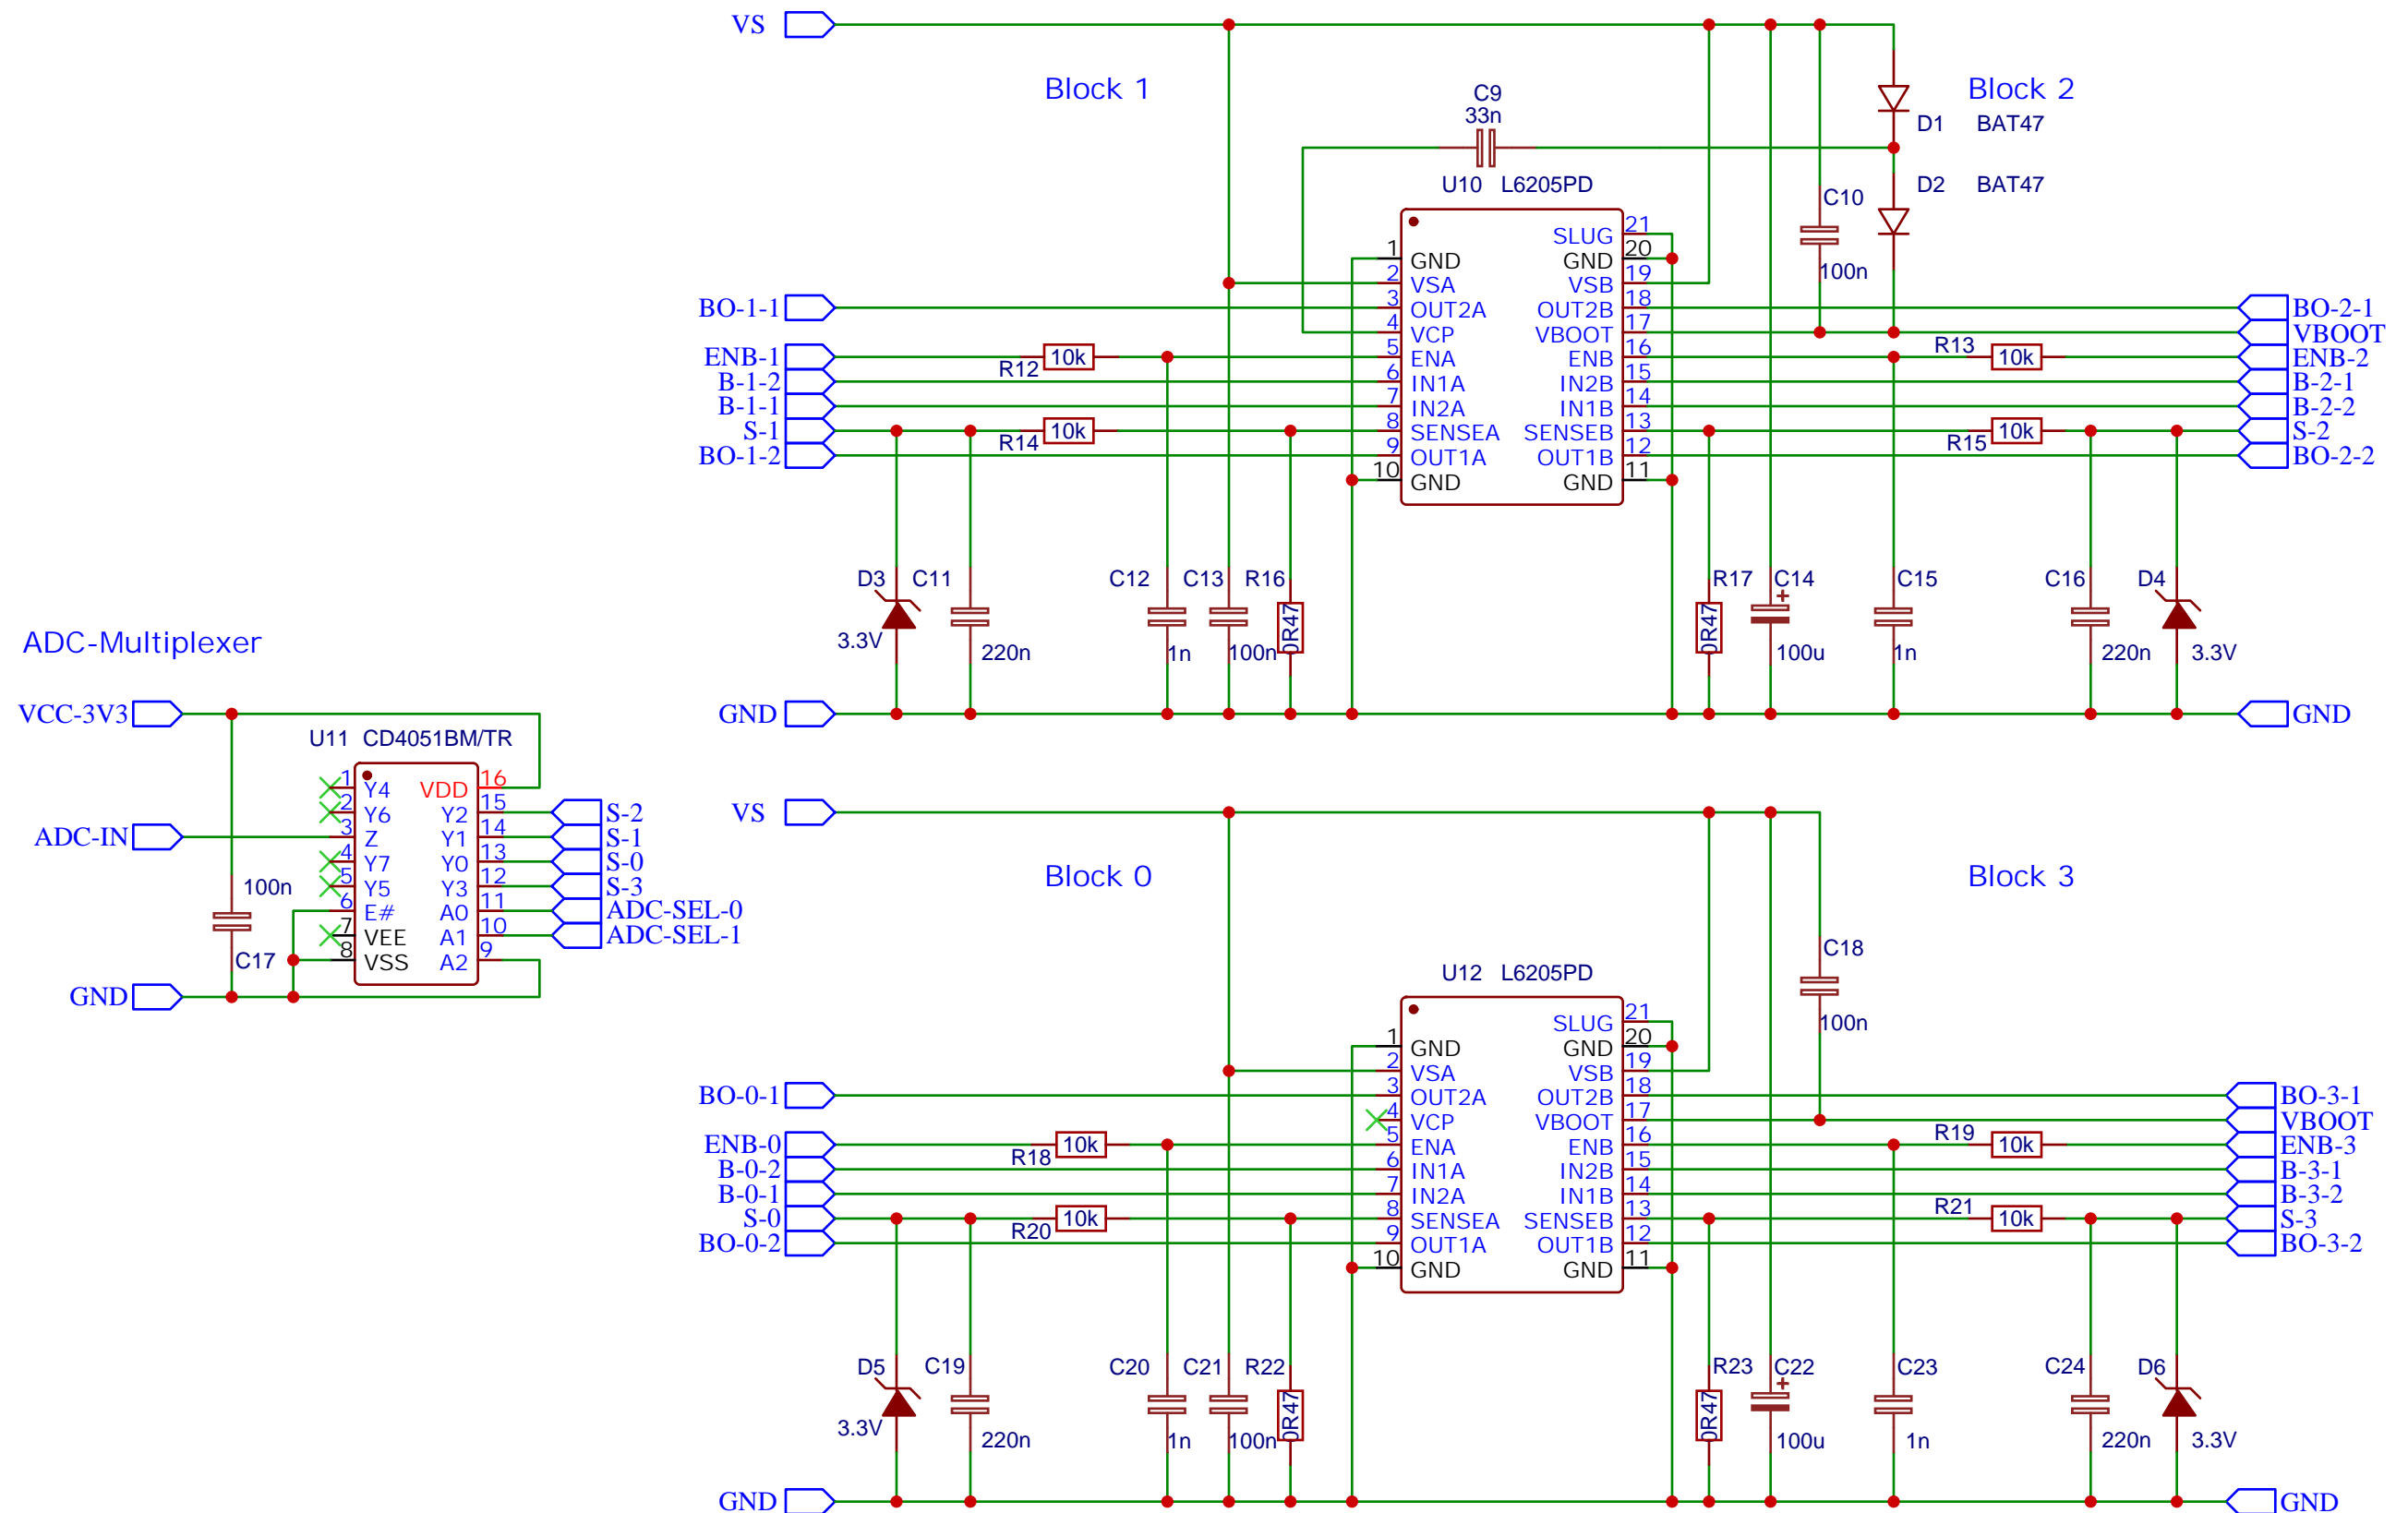 VS
Block 1
Block 2
C9
33n
D1 BAT47
U10 L6205PD
D2 BAT47
C10
100n
1 GND
2 VSA
3 OUT2A
4 VCP
5 ENA
6 IN1A
7 IN2A
8 SENSEA
9 OUT1A
10 GND
SLUG 21
GND 20
VSB 19
OUT2B 18
VBOOT 17
ENB 16
IN2B 15
IN1B 14
SENSEB 13
OUT1B 12
GND 11
BO-1-1
ENB-1
R12 10k
B-1-2
B-1-1
S-1
R14 10k
BO-1-2
BO-2-1
VBOOT
R13 10k
ENB-2
B-2-1
B-2-2
R15 10k
S-2
BO-2-2
D3 3.3V
C11 220n
C12 1n
C13 100n
R16 0R47
R17 0R47
C14 + 100u
C15 1n
C16 220n
D4 3.3V
GND
GND
ADC-Multiplexer
VCC-3V3
U11 CD4051BM/TR
1 Y4
2 Y6
3 Z
4 Y7
5 Y5
6 E#
7 VEE
8 VSS
VDD 16
Y2 15
Y1 14
Y0 13
Y3 12
A0 11
A1 10
A2 9
ADC-IN
100n
C17
GND
S-2
S-1
S-0
S-3
ADC-SEL-0
ADC-SEL-1
VS
Block 0
Block 3
C18
100n
U12 L6205PD
1 GND
2 VSA
3 OUT2A
4 VCP
5 ENA
6 IN1A
7 IN2A
8 SENSEA
9 OUT1A
10 GND
SLUG 21
GND 20
VSB 19
OUT2B 18
VBOOT 17
ENB 16
IN2B 15
IN1B 14
SENSEB 13
OUT1B 12
GND 11
BO-0-1
ENB-0
R18 10k
B-0-2
B-0-1
S-0
R20 10k
BO-0-2
BO-3-1
VBOOT
R19 10k
ENB-3
B-3-1
B-3-2
R21 10k
S-3
BO-3-2
D5 3.3V
C19 220n
C20 1n
C21 100n
R22 0R47
R23 0R47
C22 + 100u
C23 1n
C24 220n
D6 3.3V
GND
GND